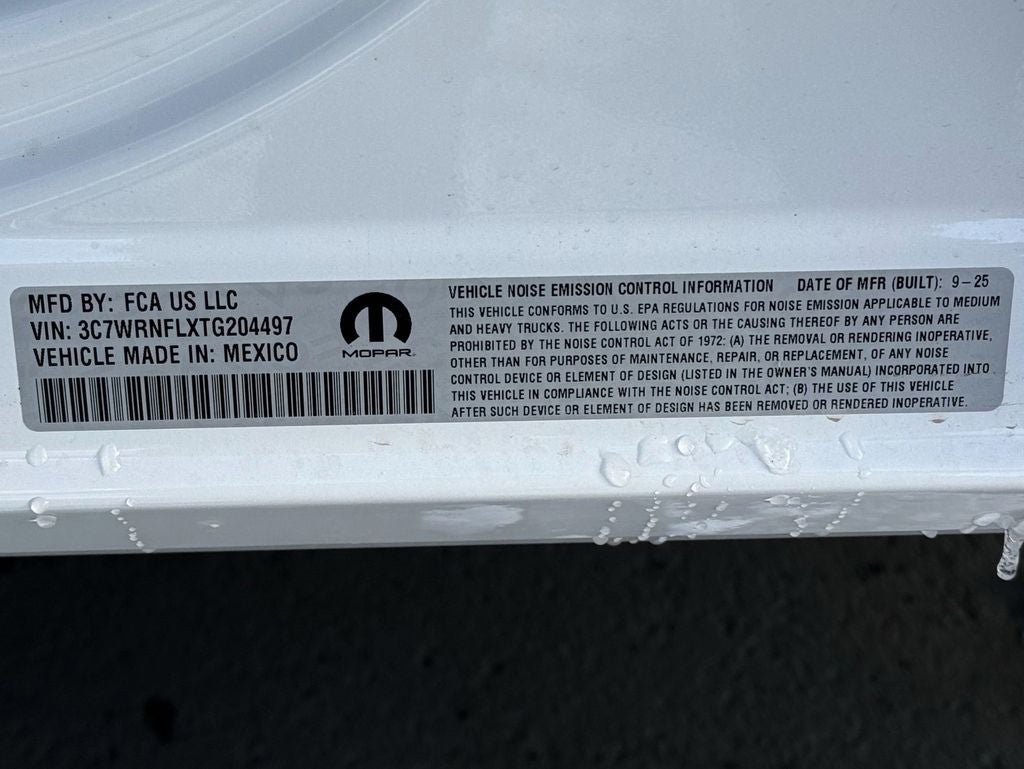 MFD BY: FCA US LLC
VIN: 3C7WRNFLXTG204497
VEHICLE MADE IN: MEXICO
MOPAR
VEHICLE NOISE EMISSION CONTROL INFORMATION DATE OF MFR (BUILT): 9-25
THIS VEHICLE CONFORMS TO U.S. EPA REGULATIONS FOR NOISE EMISSION APPLICABLE TO MEDIUM
AND HEAVY TRUCKS. THE FOLLOWING ACTS OR THE CAUSING THEREOF BY ANY PERSON ARE
PROHIBITED BY THE NOISE CONTROL ACT OF 1972: (A) THE REMOVAL OR RENDERING INOPERATIVE,
OTHER THAN FOR PURPOSES OF MAINTENANCE, REPAIR, OR REPLACEMENT, OF ANY NOISE
CONTROL DEVICE OR ELEMENT OF DESIGN (LISTED IN THE OWNER'S MANUAL) INCORPORATED INTO
THIS VEHICLE IN COMPLIANCE WITH THE NOISE CONTROL ACT; (B) THE USE OF THIS VEHICLE
AFTER SUCH DEVICE OR ELEMENT OF DESIGN HAS BEEN REMOVED OR RENDERED INOPERATIVE.